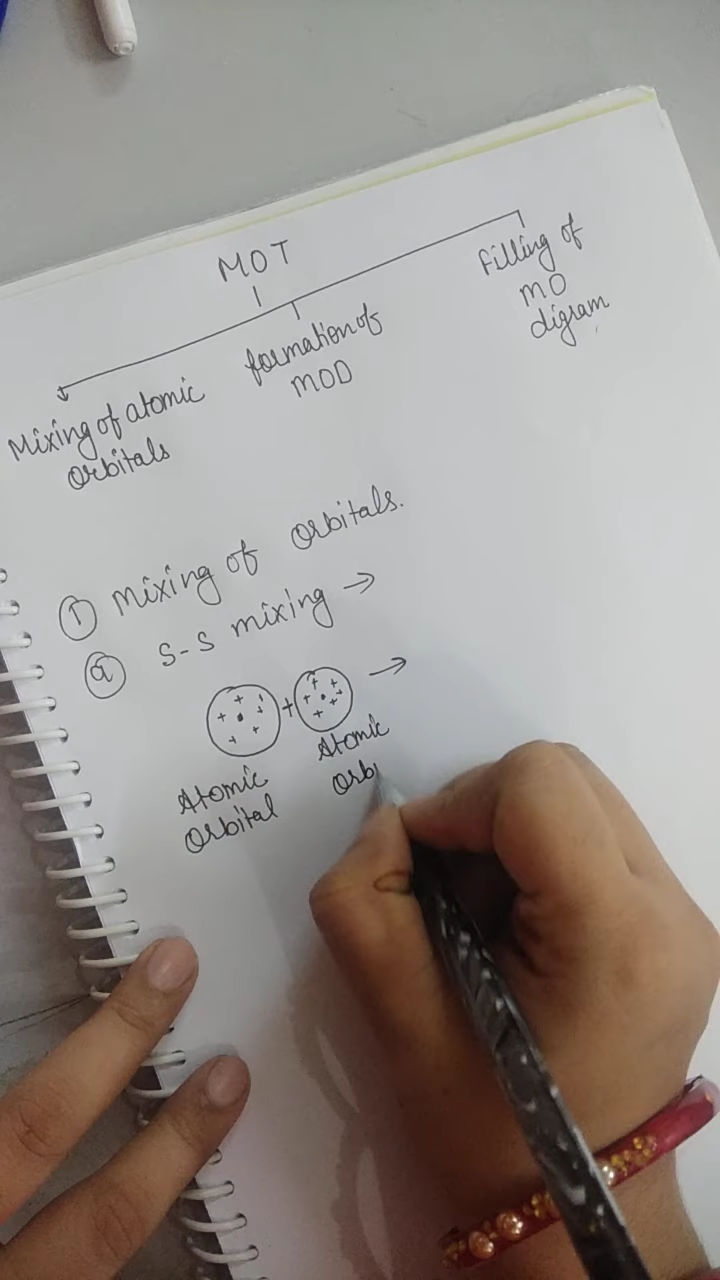 MOT
Mixing of atomic
orbitals
formation of
MOD
Filling of
MO
digram
① Mixing of orbitals.
ⓐ S-S mixing →
+ →
Atomic
Orbital
Atomic
Orbi